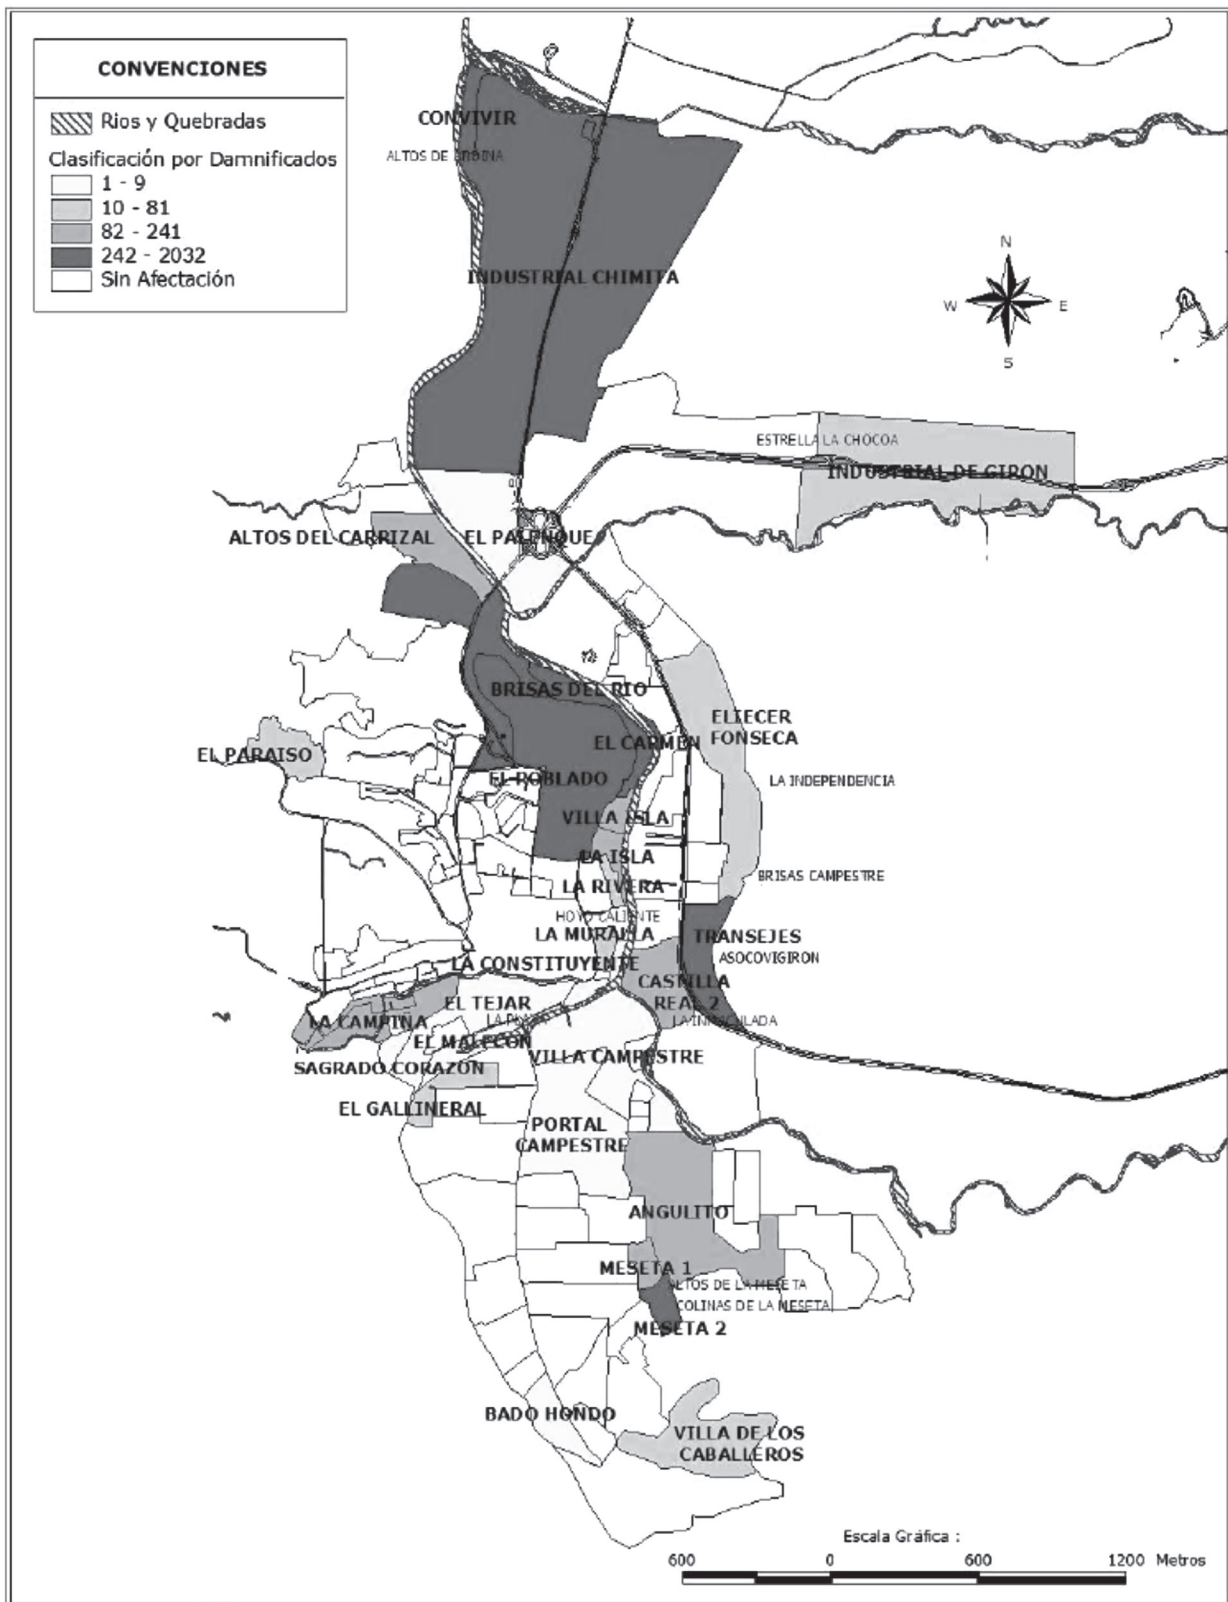 CONVENCIONES
Rios y Quebradas
Clasificación por Damnificados
1 - 9
10 - 81
82 - 241
242 - 2032
Sin Afectación
CONVIVIR
ALTOS DE
INDUSTRIAL CHIMITA
N
W
E
S
ESTRELLA LA CHOCOA
INDUSTRIAL DE GIRON
ALTOS DEL CARRIZAL
EL PALENQUE
BRISAS DEL RIO
ELIECER
FONSECA
EL CARMEN
EL PARAISO
EL POBLADO
LA INDEPENDENCIA
VILLA ISLA
LA ISLA
LA RIVERA
BRISAS CAMPESTRE
HOYO CALIENTE
LA MURALLA
TRANSEJES
ASOCOVIGIRON
LA CONSTITUYENTE
CASTILLA
REAL 2
EL TEJAR
LA CAMPIÑA
LA INMACULADA
EL MALECON
VILLA CAMPESTRE
SAGRADO CORAZON
EL GALLINERAL
PORTAL
CAMPESTRE
ANGULITO
MESETA 1
ALTOS DE LA MESETA
COLINAS DE LA MESETA
MESETA 2
BADO HONDO
VILLA DE LOS
CABALLEROS
Escala Gráfica :
600 0 600 1200 Metros